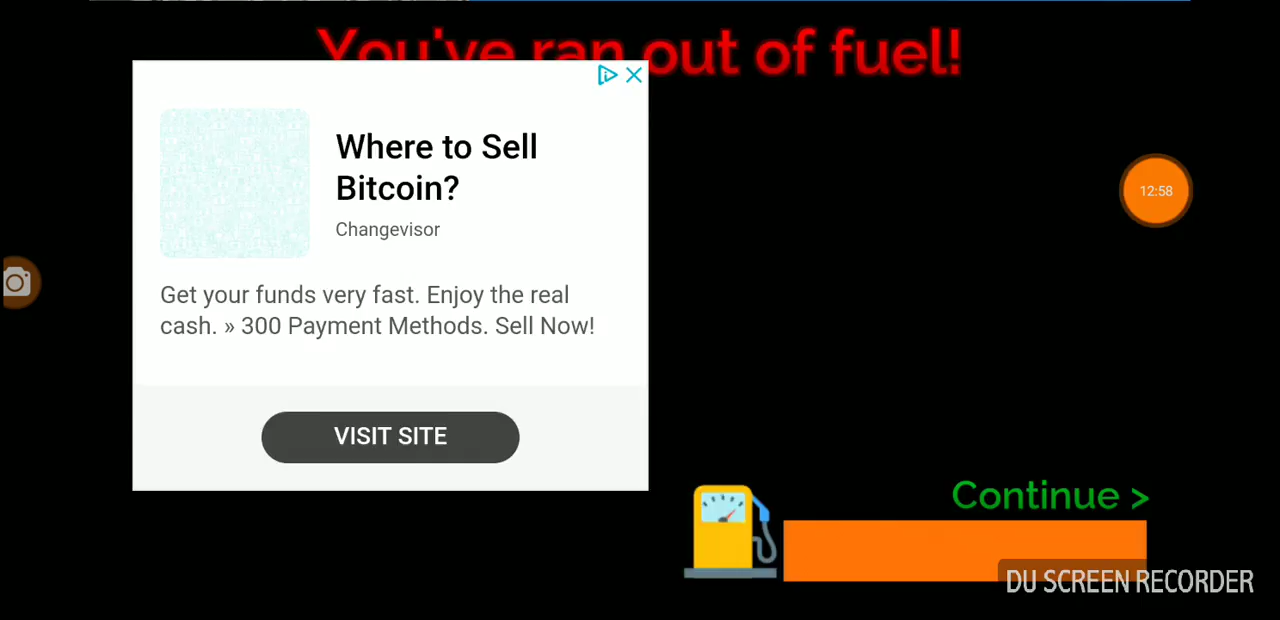 You've ran out of fuel!
Where to Sell
Bitcoin?
Changevisor
Get your funds very fast. Enjoy the real
cash. » 300 Payment Methods. Sell Now!
VISIT SITE
12:58
Continue >
DU SCREEN RECORDER